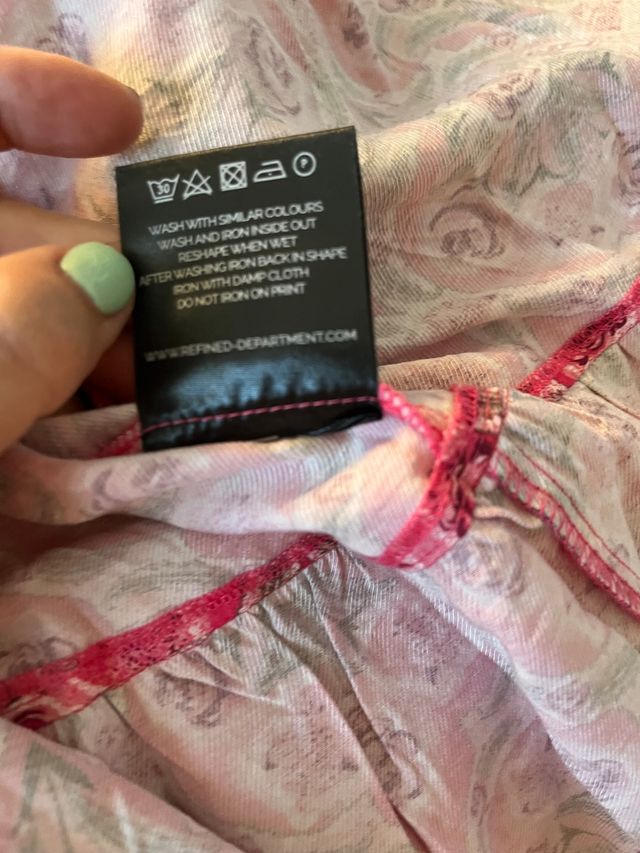 30 P
WASH WITH SIMILAR COLOURS
WASH AND IRON INSIDE OUT
RESHAPE WHEN WET
AFTER WASHING IRON BACK IN SHAPE
IRON WITH DAMP CLOTH
DO NOT IRON ON PRINT
WWW.REFINED-DEPARTMENT.COM